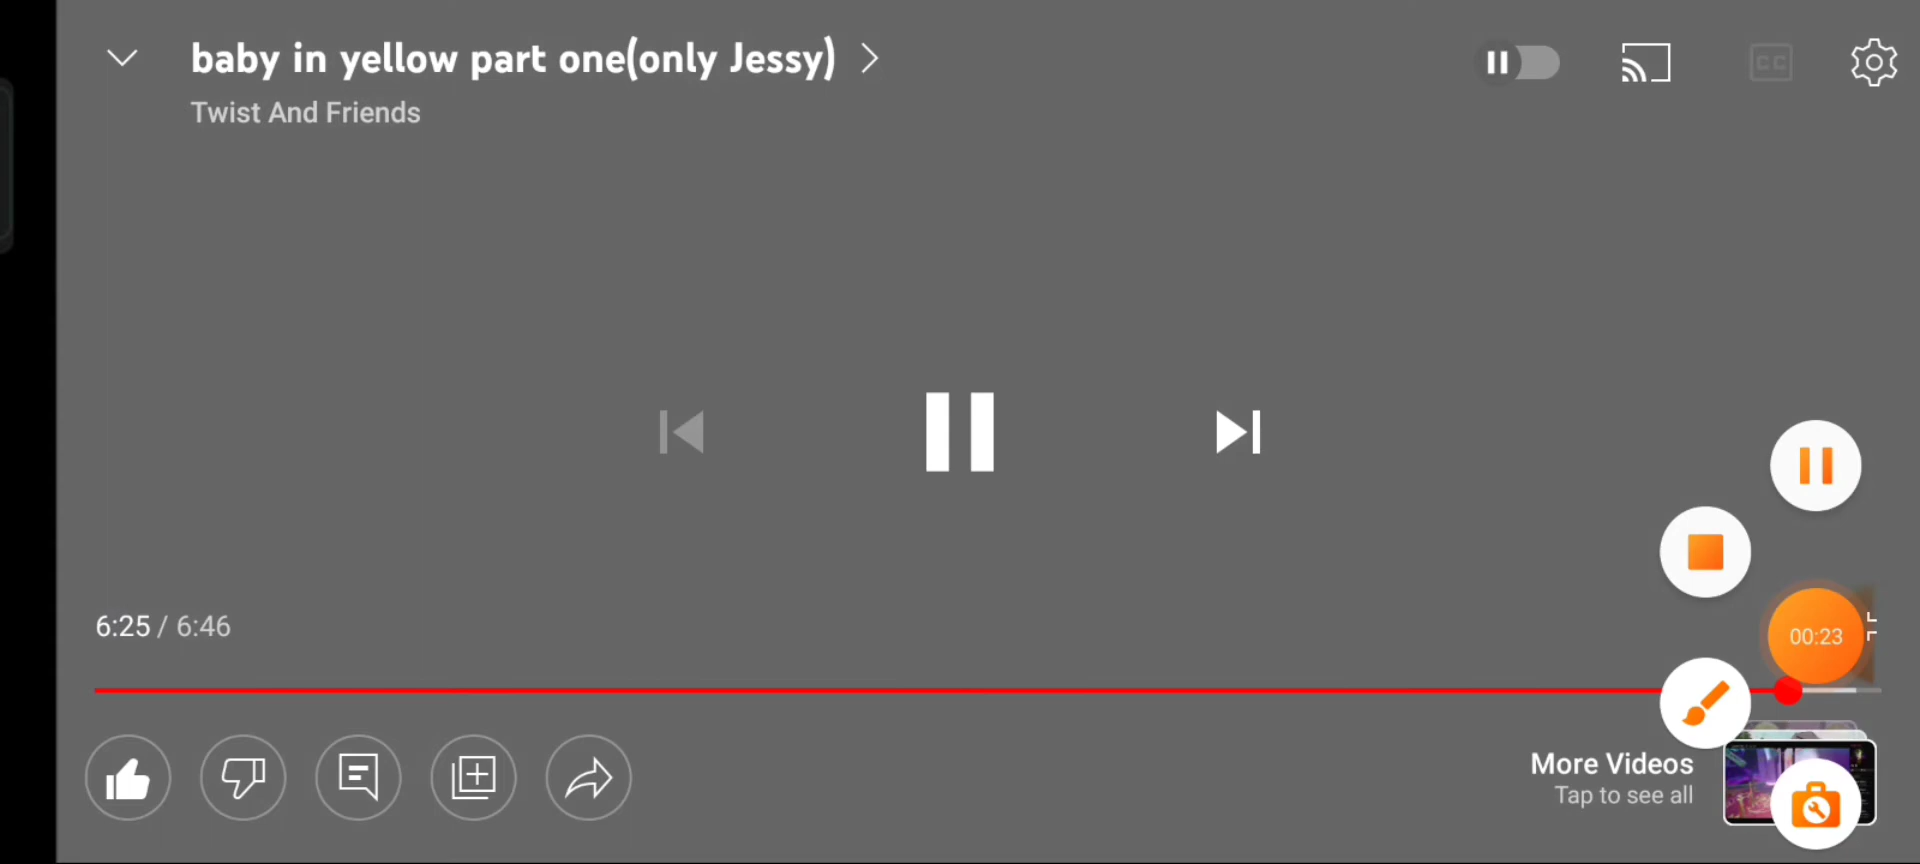 baby in yellow part one(only Jessy)
Twist And Friends
CC
6:25 / 6:46
00:23
More Videos
Tap to see all